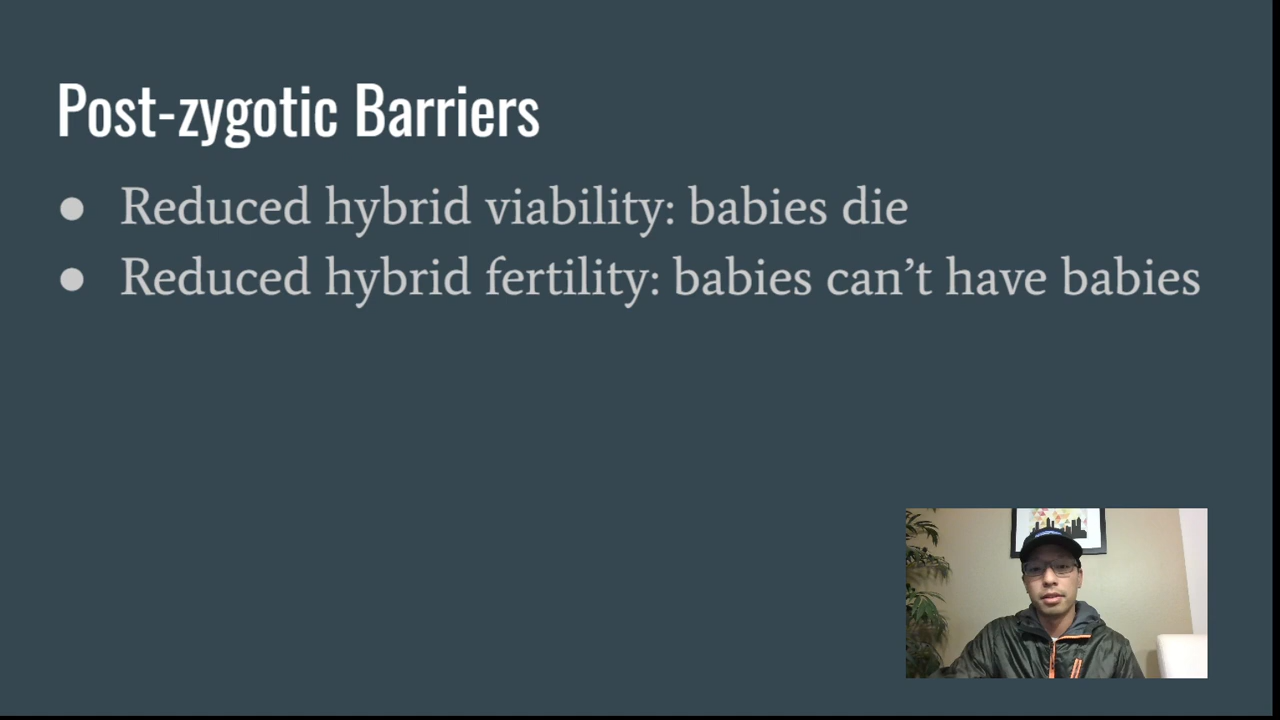 Post-zygotic Barriers
● Reduced hybrid viability: babies die
● Reduced hybrid fertility: babies can’t have babies